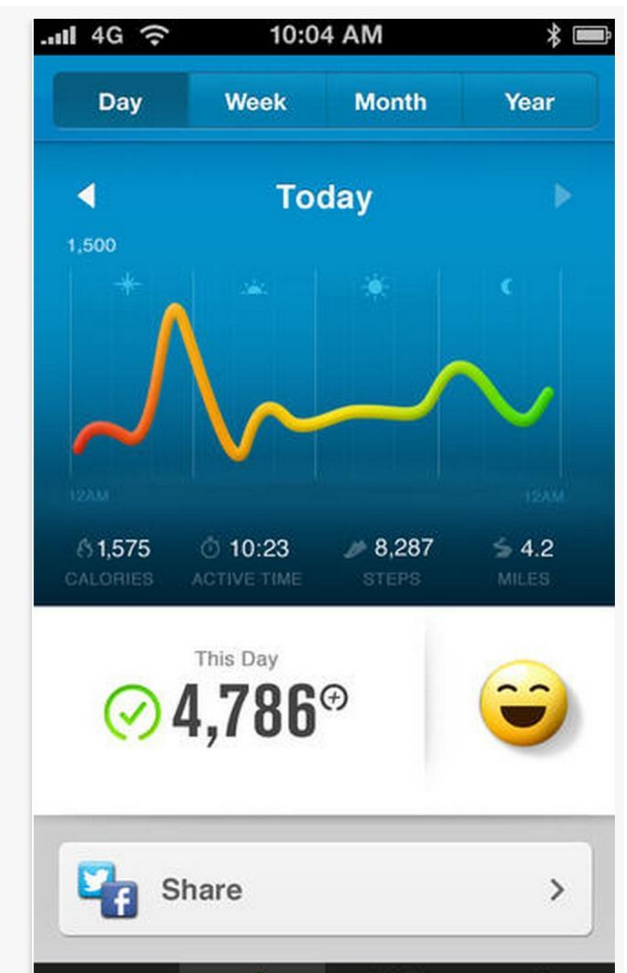 4G 10:04 AM
Day Week Month Year
Today
1,500
12AM 12AM
1,575 10:23 8,287 4.2
CALORIES ACTIVE TIME STEPS MILES
This Day
4,786
Share